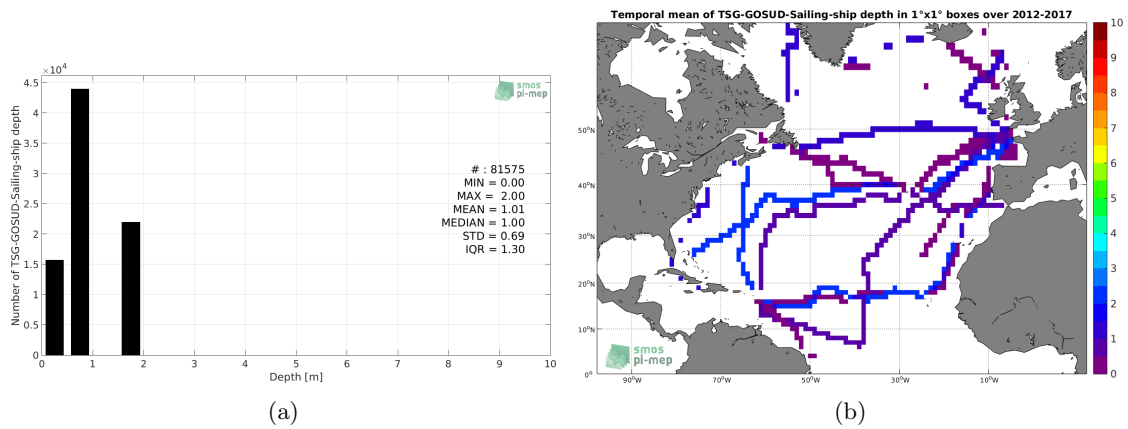 ×10⁴
4.5
4
3.5
3
2.5
2
1.5
1
0.5
0
Number of TSG-GOSUD-Sailing-ship depth
smos
pi-mep
# : 81575
MIN = 0.00
MAX = 2.00
MEAN = 1.01
MEDIAN = 1.00
STD = 0.69
IQR = 1.30
0 1 2 3 4 5 6 7 8 9 10
Depth [m]
(a)
Temporal mean of TSG-GOSUD-Sailing-ship depth in 1°x1° boxes over 2012-2017
50°N
40°N
30°N
20°N
10°N
0°
90°W 70°W 50°W 30°W 10°W
smos
pi-mep
10
9
8
7
6
5
4
3
2
1
0
(b)